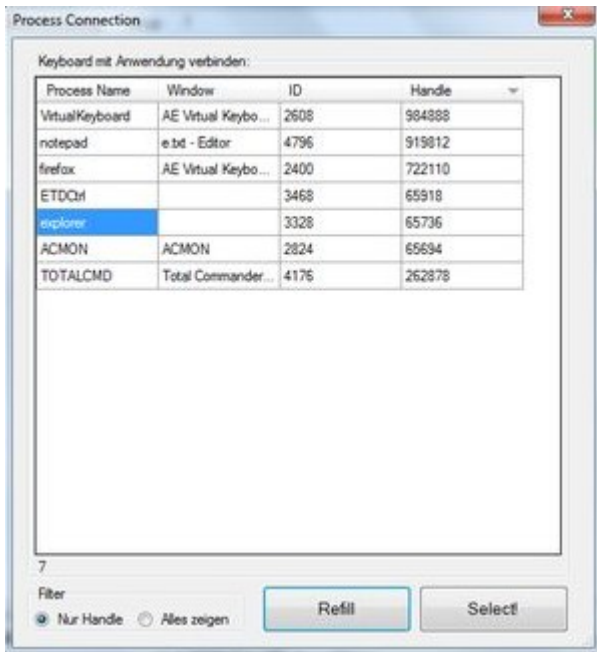 Process Connection
Keyboard mit Anwendung verbinden:
Process Name Window ID Handle
VirtualKeyboard AE Virtual Keybo... 2608 984888
notepad e.txt - Editor 4796 919812
firefox AE Virtual Keybo... 2400 722110
ETDCtrl 3468 65918
explorer 3328 65736
ACMON ACMON 2824 65694
TOTALCMD Total Commander... 4176 262878
7
Filter
Nur Handle Alles zeigen
Refill Select!